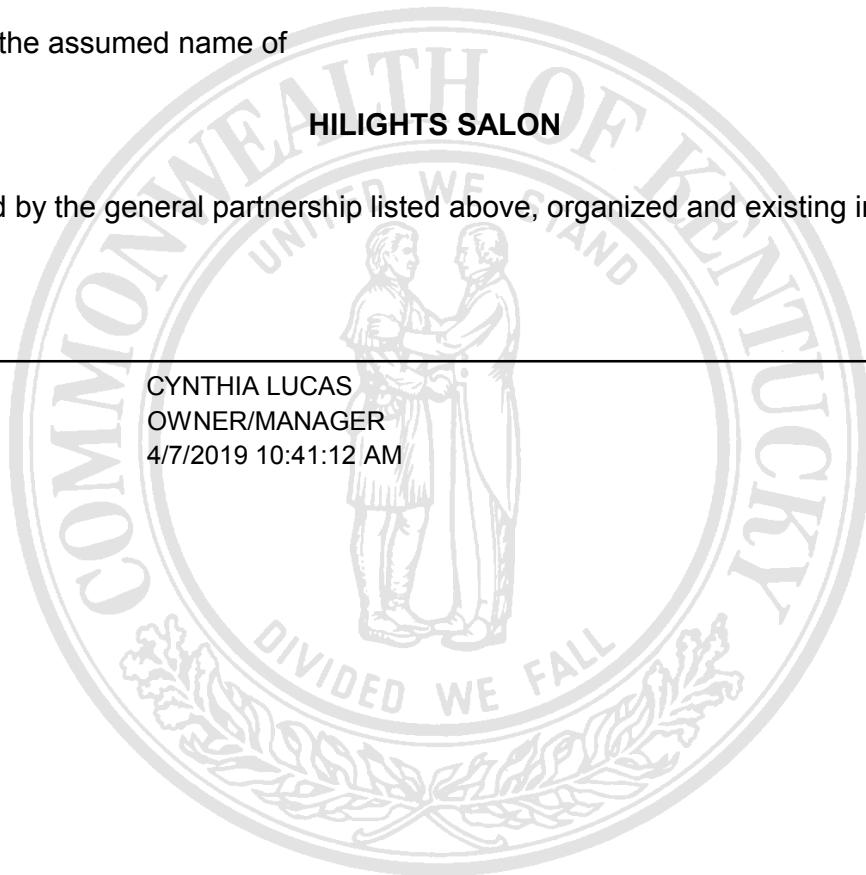 the assumed name of
HILIGHTS SALON
d by the general partnership listed above, organized and existing i
CYNTHIA LUCAS
OWNER/MANAGER
4/7/2019 10:41:12 AM
COMMONWEALTH OF KENTUCKY
UNITED WE STAND
DIVIDED WE FALL